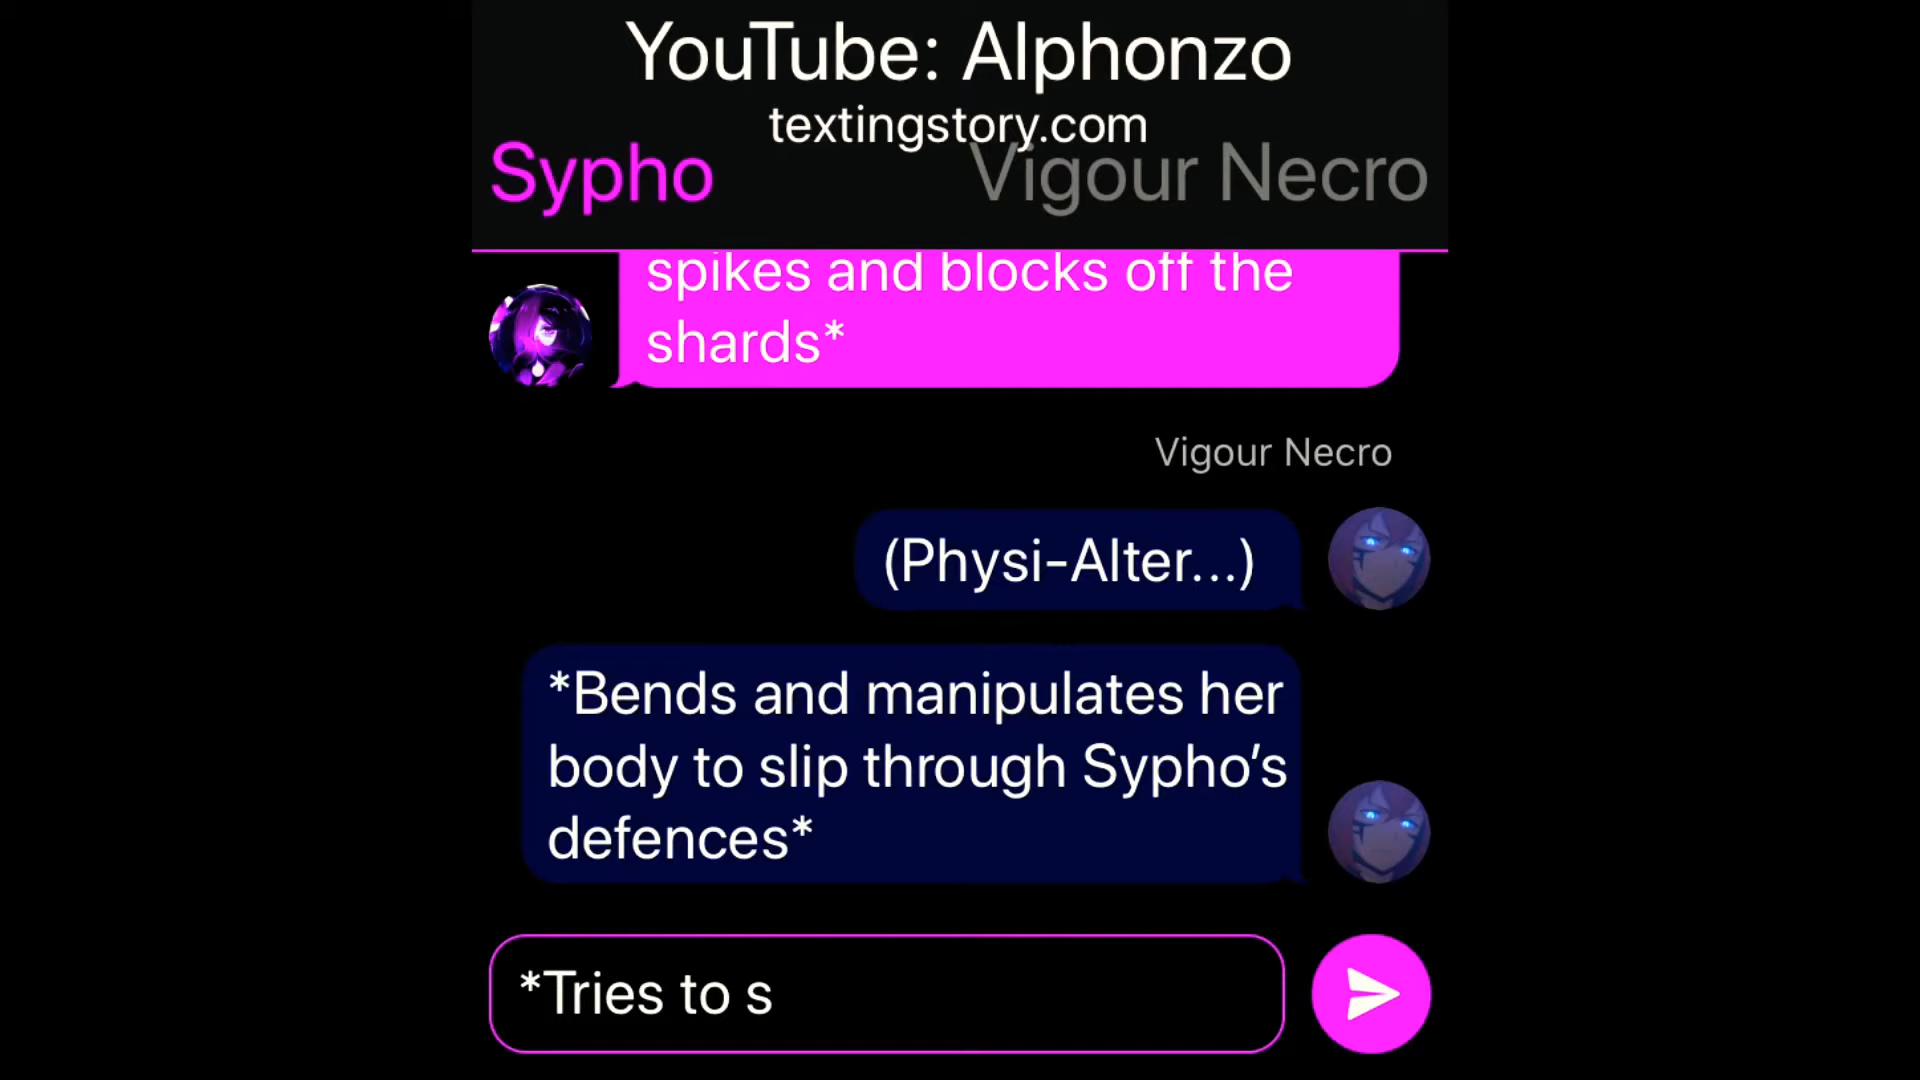 YouTube: Alphonzo
textingstory.com
Sypho
Vigour Necro
spikes and blocks off the
shards*
Vigour Necro
(Physi-Alter...)
*Bends and manipulates her
body to slip through Sypho’s
defences*
*Tries to s